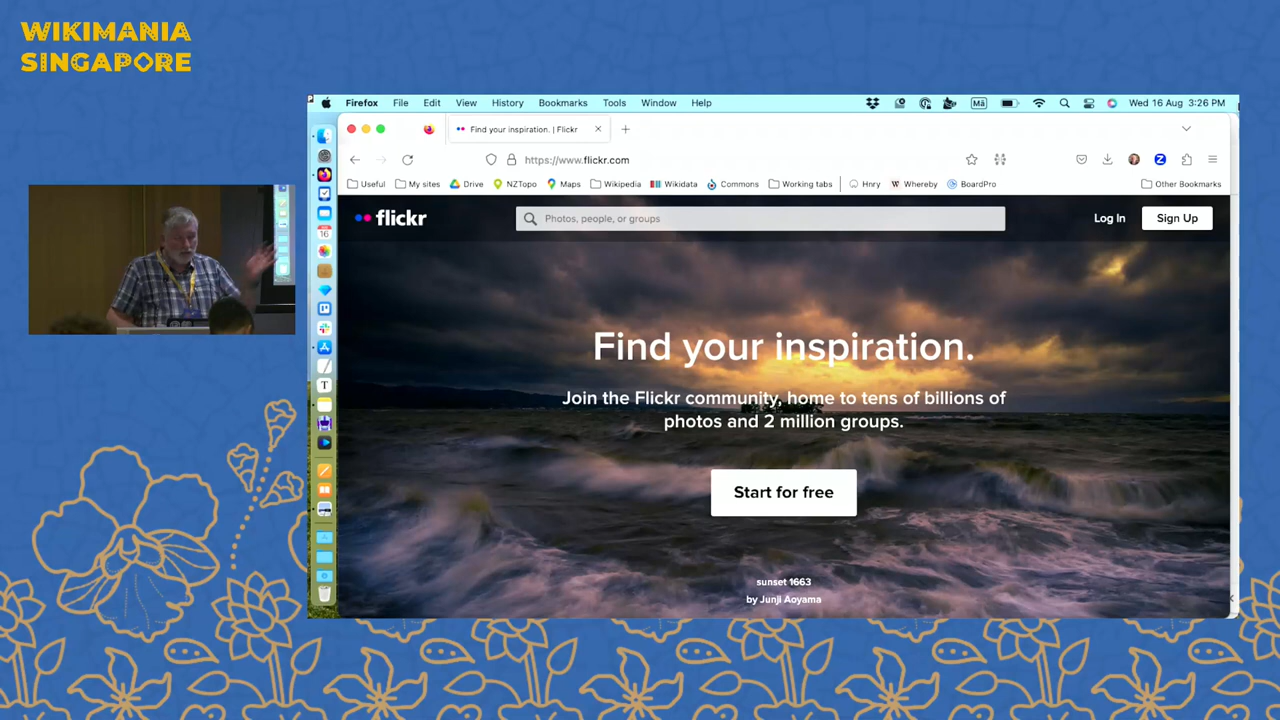 WIKIMANIA
SINGAPORE
Firefox File Edit View History Bookmarks Tools Window Help Mā Wed 16 Aug 3:26 PM
Find your inspiration. | Flickr
https://www.flickr.com
Useful My sites Drive NZTopo Maps Wikipedia Wikidata Commons Working tabs Hnry Whereby BoardPro Other Bookmarks
flickr Photos, people, or groups Log In Sign Up
Find your inspiration.
Join the Flickr community, home to tens of billions of
photos and 2 million groups.
Start for free
sunset 1663
by Junji Aoyama
16
T
Z